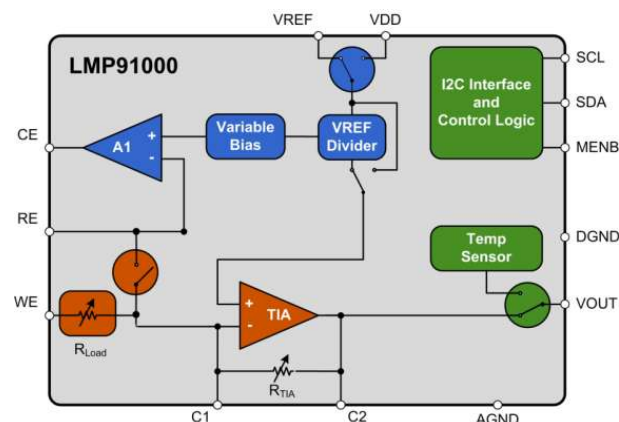 VREF VDD
LMP91000
SCL
I2C Interface
and
Control Logic
SDA
MENB
CE
+
A1
-
Variable
Bias
VREF
Divider
RE
DGND
Temp
Sensor
WE
RLoad
+
TIA
-
VOUT
RTIA
C1 C2 AGND